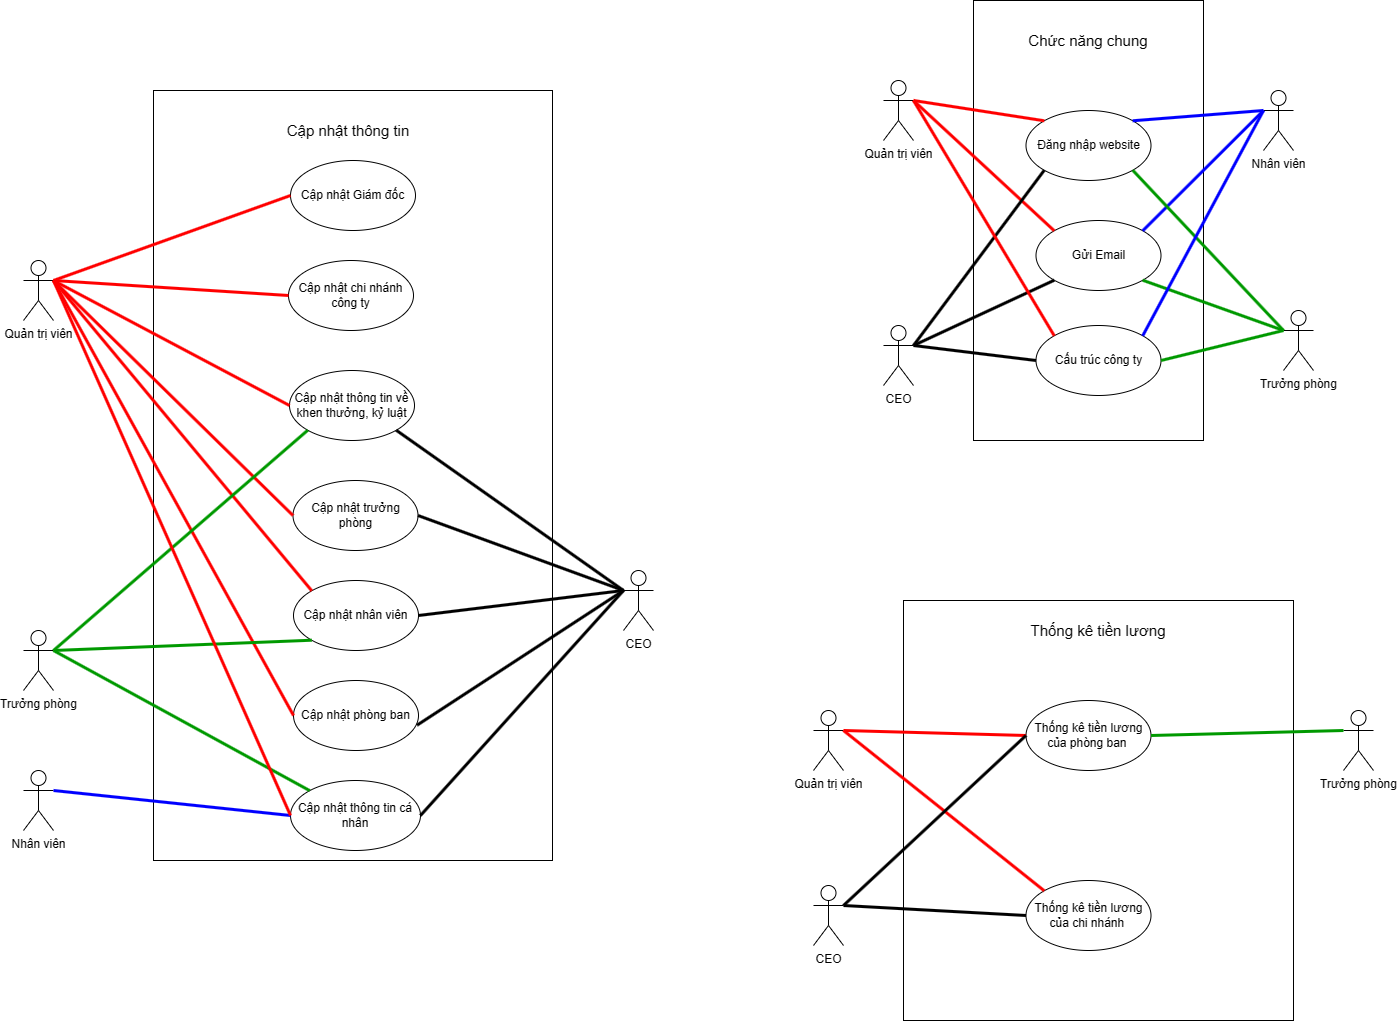 Cập nhật thông tin
Cập nhật Giám đốc
Cập nhật chi nhánh
công ty
Quản trị viên
Cập nhật thông tin về
khen thưởng, kỷ luật
Cập nhật trưởng
phòng
Cập nhật nhân viên
CEO
Trưởng phòng
Cập nhật phòng ban
Cập nhật thông tin cá
nhân
Nhân viên
Chức năng chung
Quản trị viên
Đăng nhập website
Nhân viên
Gửi Email
Cấu trúc công ty
CEO
Trưởng phòng
Thống kê tiền lương
Thống kê tiền lương
của phòng ban
Quản trị viên
Trưởng phòng
Thống kê tiền lương
của chi nhánh
CEO